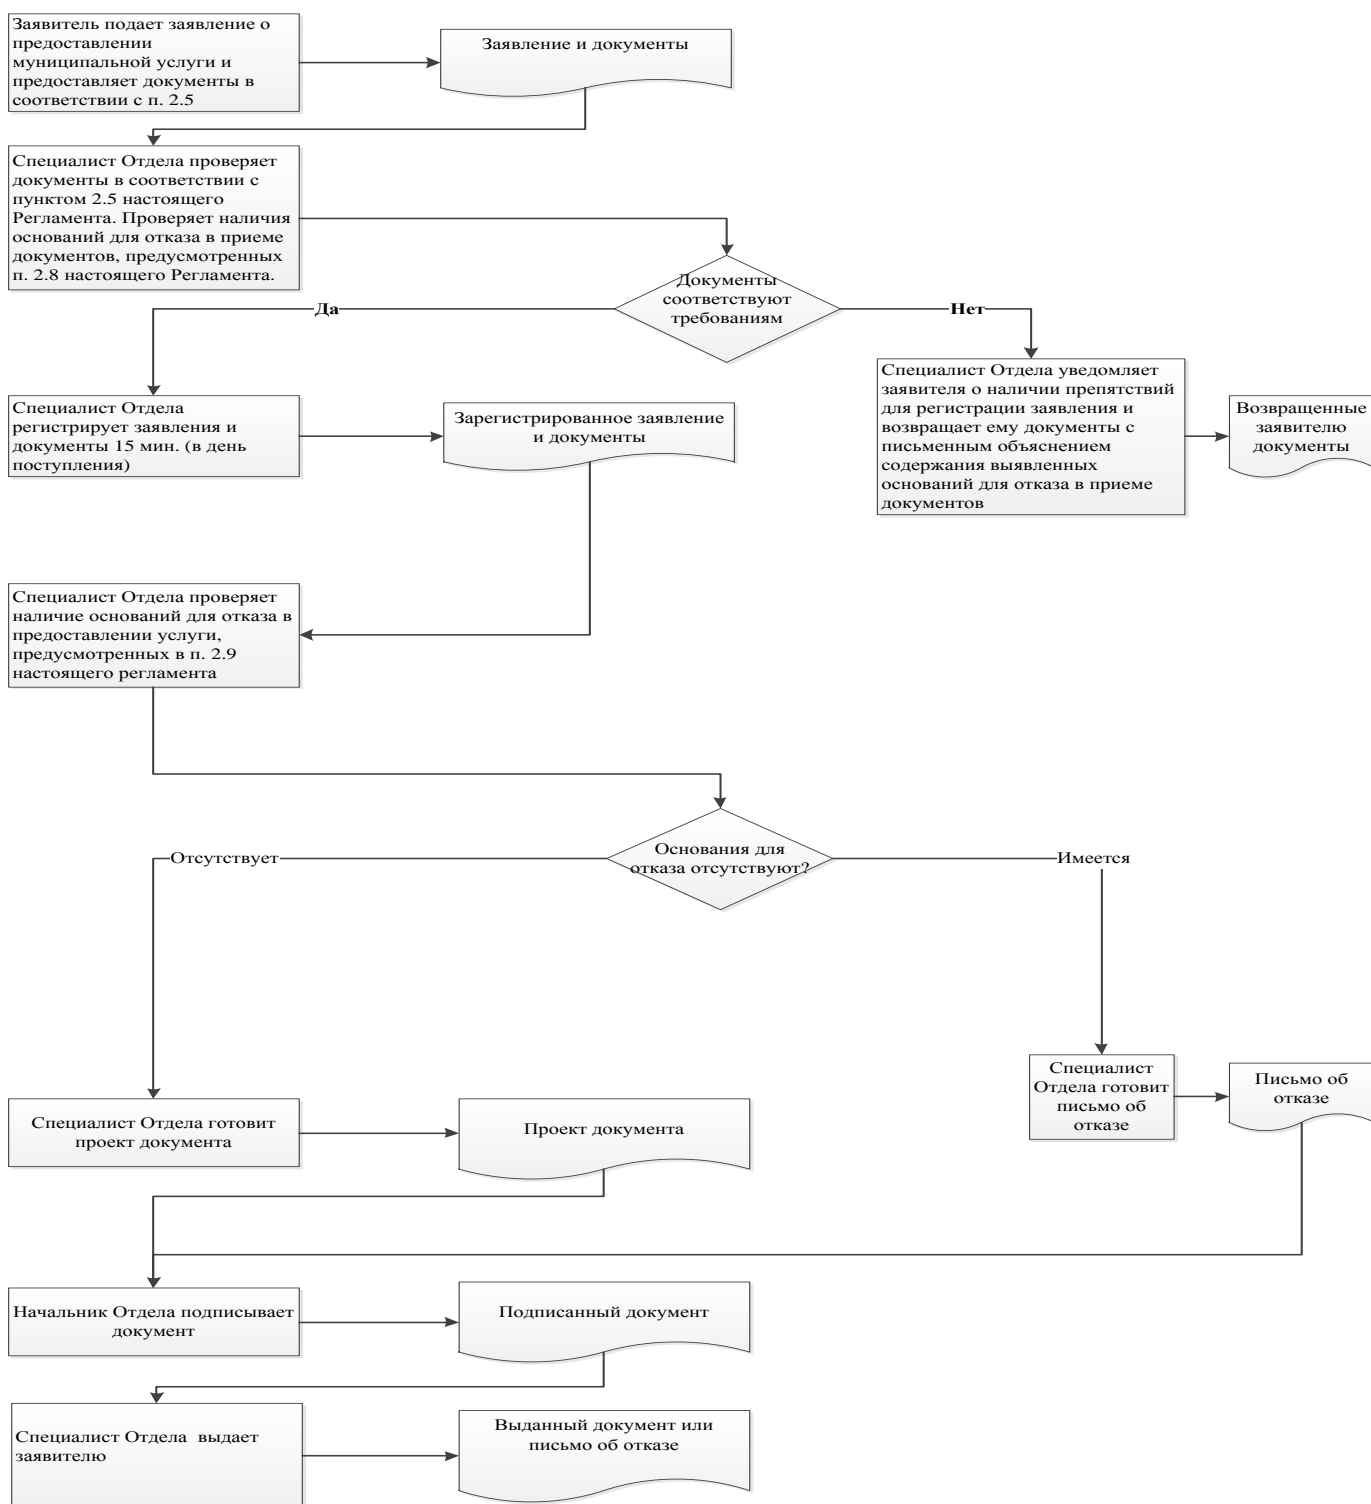 Заявитель подает заявление о
предоставлении
муниципальной услуги и
предоставляет документы в
соответствии с п. 2.5
Заявление и документы
Специалист Отдела проверяет
документы в соответствии с
пунктом 2.5 настоящего
Регламента. Проверяет наличия
оснований для отказа в приеме
документов, предусмотренных
п. 2.8 настоящего Регламента.
Документы
соответствуют
требованиям
Да
Нет
Специалист Отдела
регистрирует заявления и
документы 15 мин. (в день
поступления)
Зарегистрированное заявление
и документы
Специалист Отдела уведомляет
заявителя о наличии препятствий
для регистрации заявления и
возвращает ему документы с
письменным объяснением
содержания выявленных
оснований для отказа в приеме
документов
Возвращенные
заявителю
документы
Специалист Отдела проверяет
наличие оснований для отказа в
предоставлении услуги,
предусмотренных в п. 2.9
настоящего регламента
Основания для
отказа отсутствуют?
Отсутствует
Имеется
Специалист
Отдела готовит
письмо об
отказе
Письмо об
отказе
Специалист Отдела готовит
проект документа
Проект документа
Начальник Отдела подписывает
документ
Подписанный документ
Специалист Отдела  выдает
заявителю
Выданный документ или
письмо об отказе